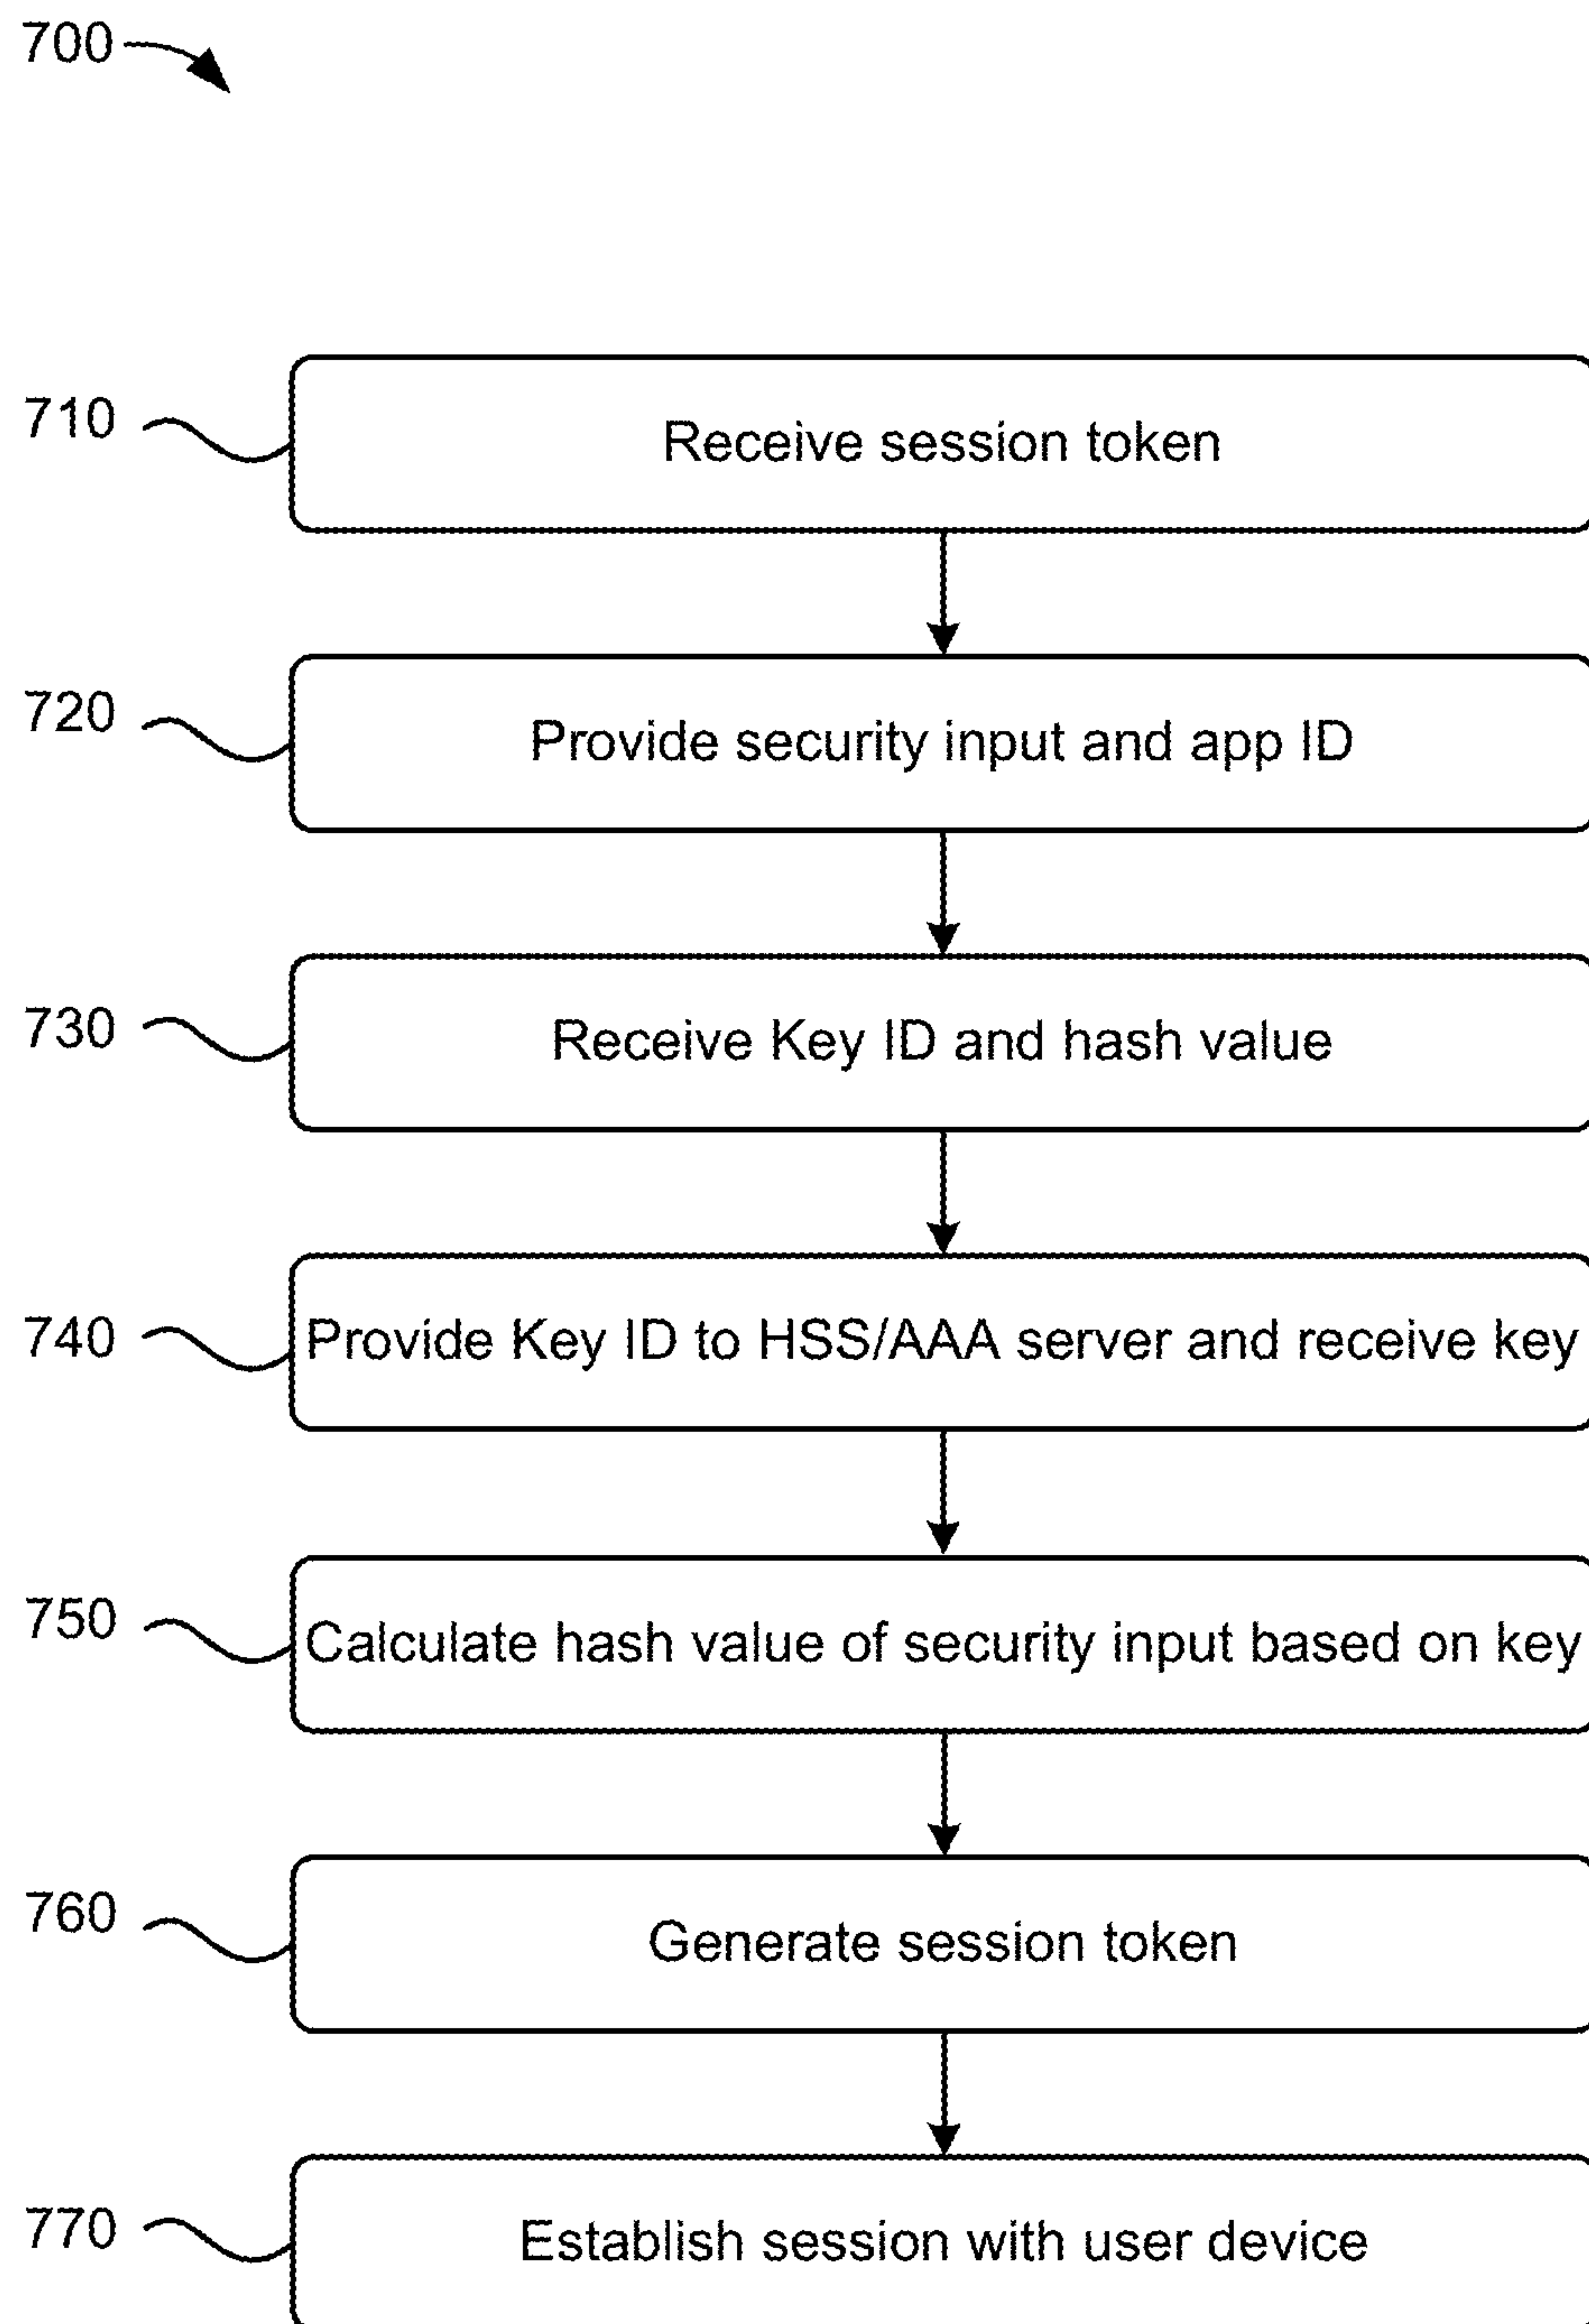 700
710 Receive session token
720 Provide security input and app ID
730 Receive Key ID and hash value
740 Provide Key ID to HSS/AAA server and receive key
750 Calculate hash value of security input based on key
760 Generate session token
770 Establish session with user device